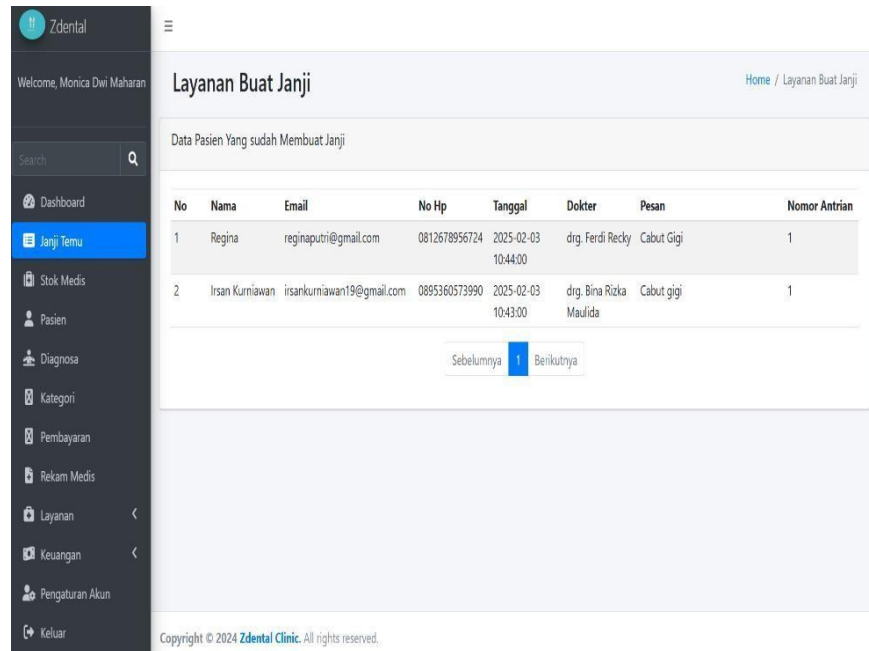 Zdental
Welcome, Monica Dwi Maharan
Search
Dashboard
Janji Temu
Stok Medis
Pasien
Diagnosa
Kategori
Pembayaran
Rekam Medis
Layanan
Keuangan
Pengaturan Akun
Keluar
Layanan Buat Janji
Home / Layanan Buat Janji
Data Pasien Yang sudah Membuat Janji
No Nama Email No Hp Tanggal Dokter Pesan Nomor Antrian
1 Regina reginaputri@gmail.com 0812678956724 2025-02-03 drg. Ferdi Recky Cabut Gigi 1
10:44:00
2 Irsan Kurniawan irsankurniawan19@gmail.com 0895360573990 2025-02-03 drg. Bina Rizka Cabut gigi 1
10:43:00 Maulida
Sebelumnya 1 Berikutnya
Copyright © 2024 Zdental Clinic. All rights reserved.